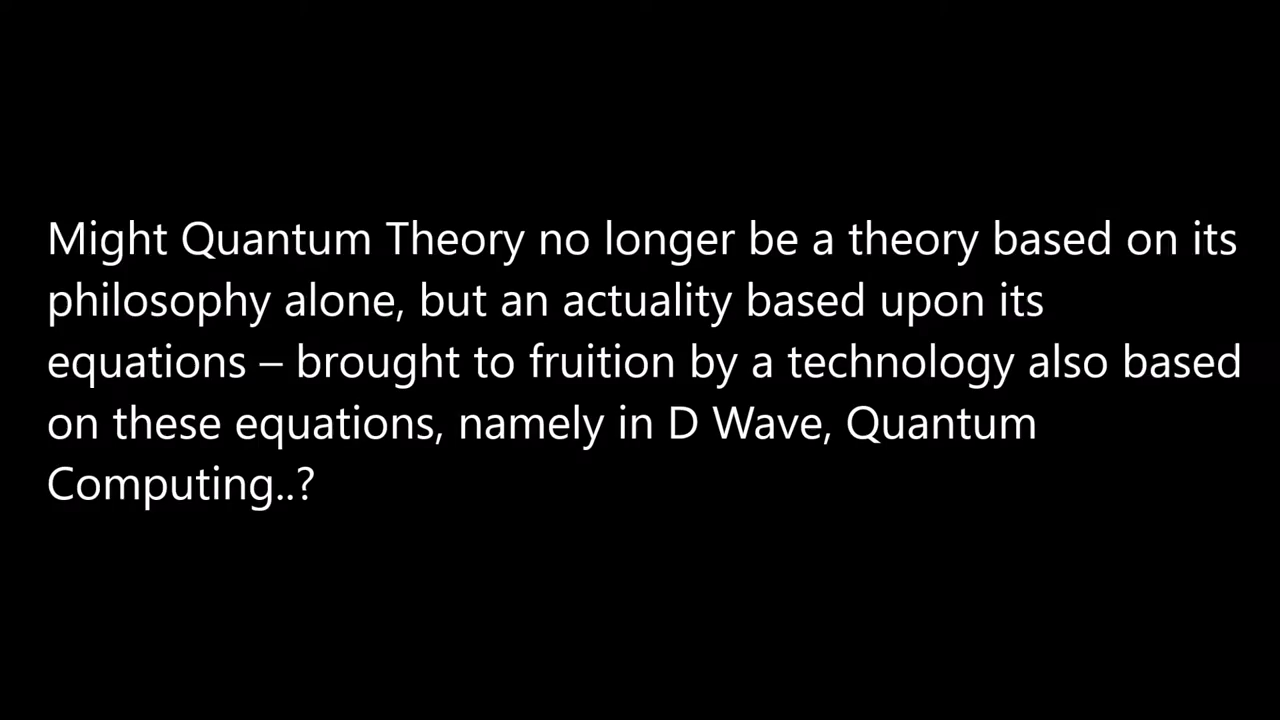 Might Quantum Theory no longer be a theory based on its
philosophy alone, but an actuality based upon its
equations – brought to fruition by a technology also based
on these equations, namely in D Wave, Quantum
Computing..?